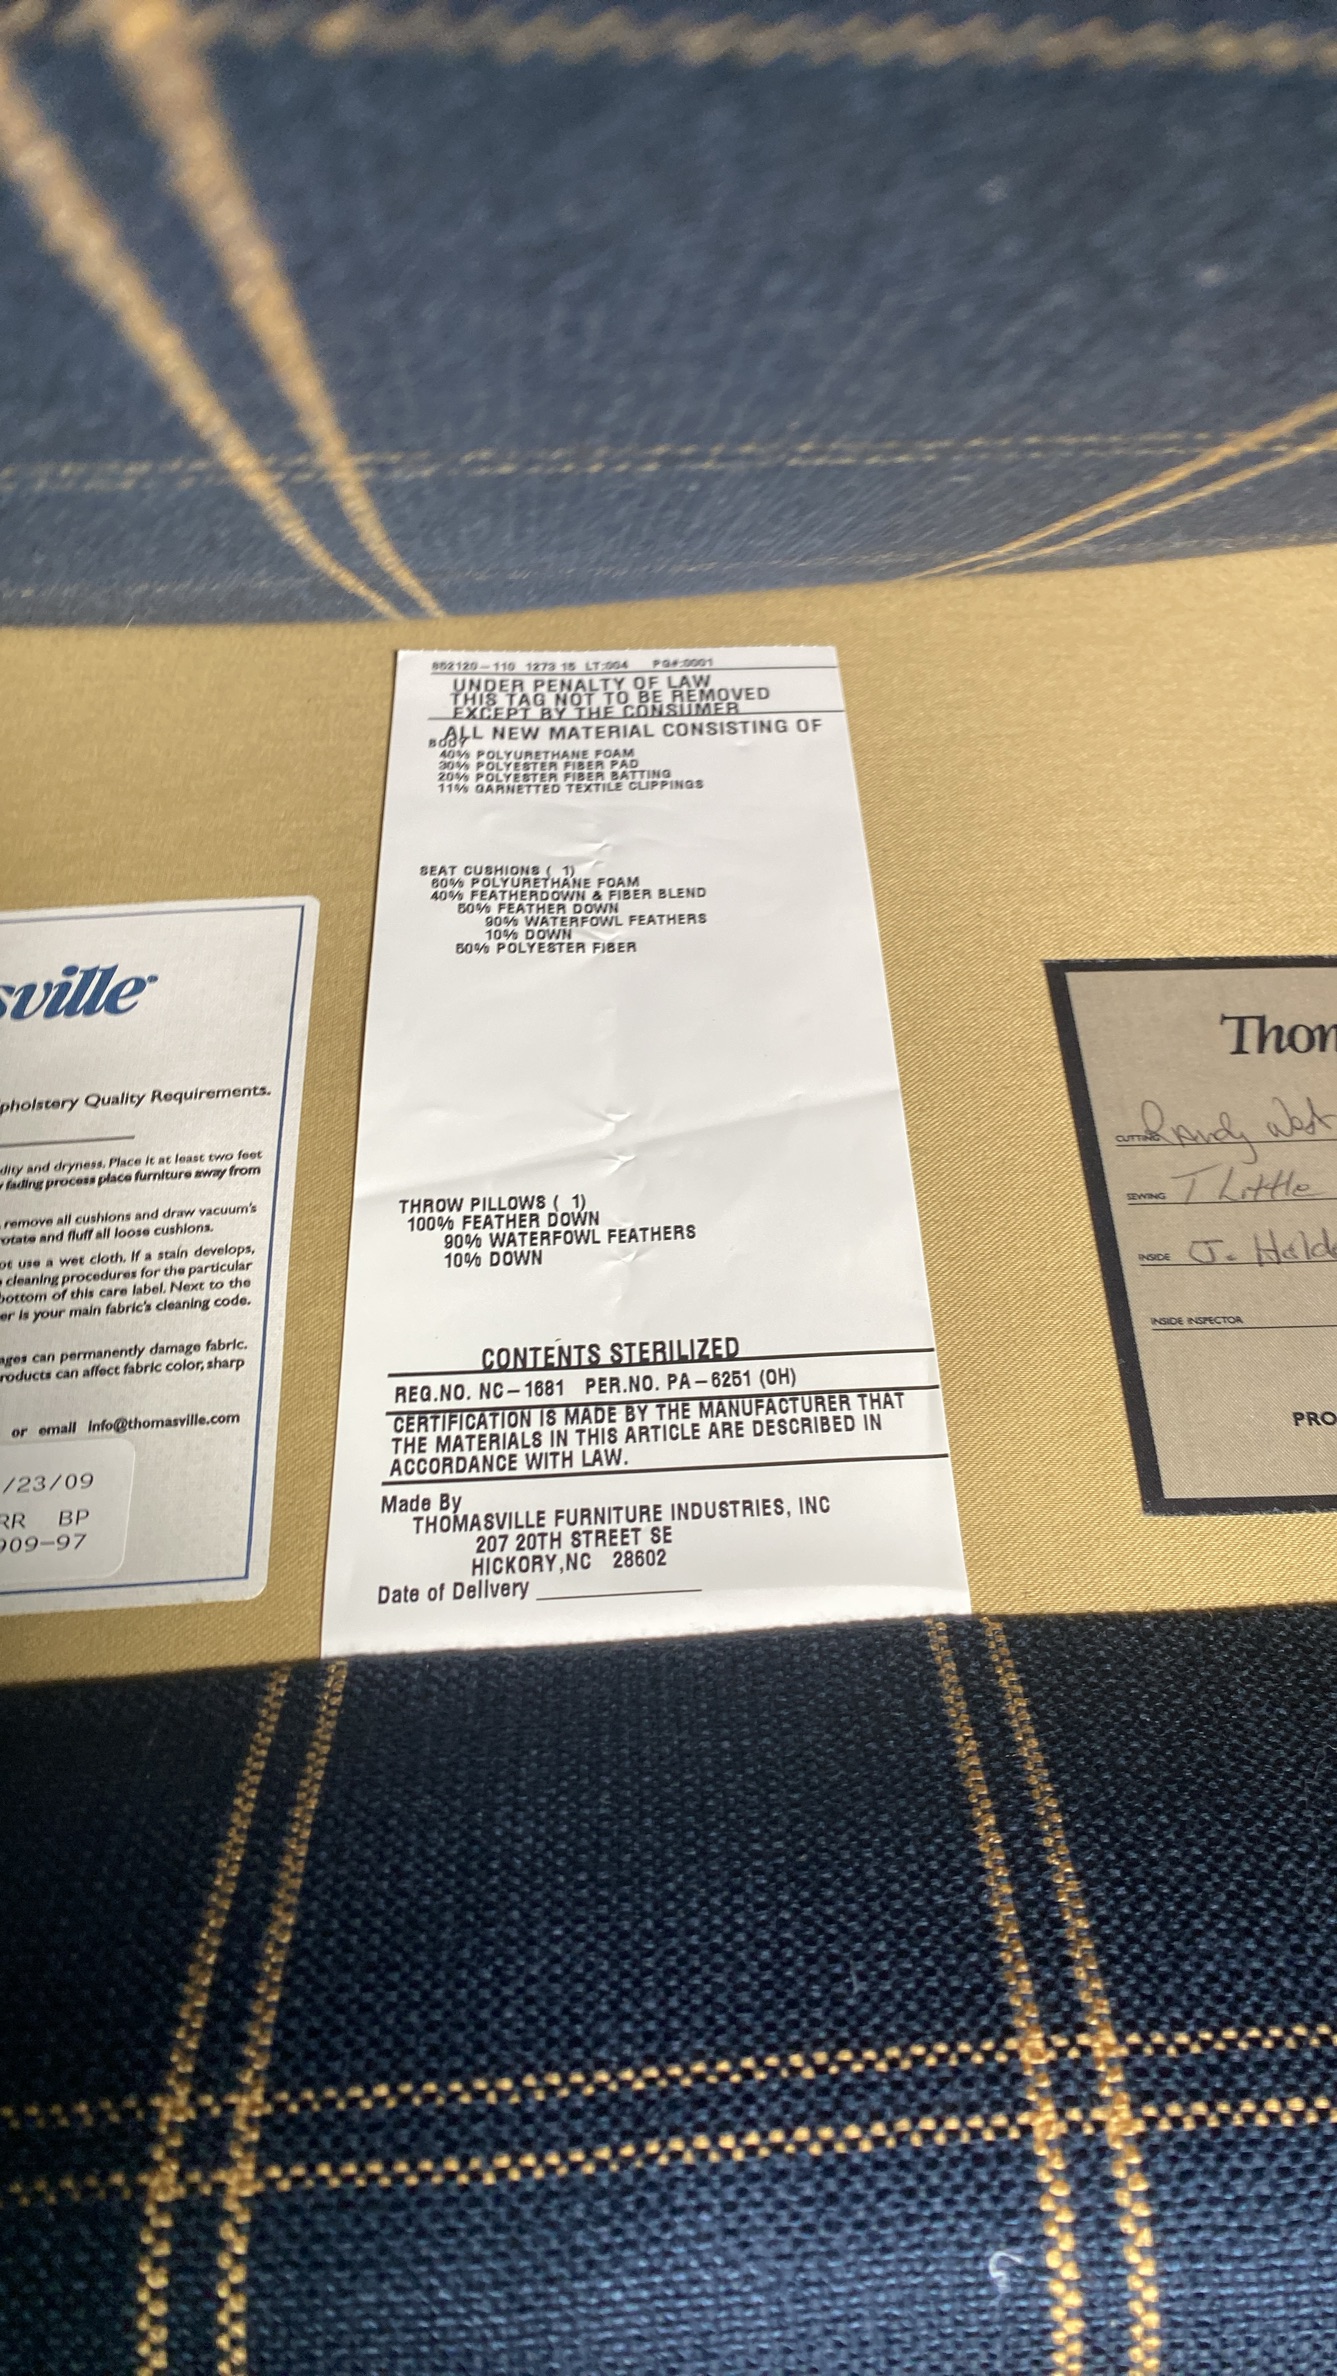 802120-110 1273 15 LT:004 PG#:0001
UNDER PENALTY OF LAW
THIS TAG NOT TO BE REMOVED
EXCEPT BY THE CONSUMER
ALL NEW MATERIAL CONSISTING OF
BODY
40% POLYURETHANE FOAM
30% POLYESTER FIBER PAD
20% POLYESTER FIBER BATTING
11% GARNETTED TEXTILE CLIPPINGS
SEAT CUSHIONS ( 1)
60% POLYURETHANE FOAM
40% FEATHERDOWN & FIBER BLEND
50% FEATHER DOWN
90% WATERFOWL FEATHERS
10% DOWN
50% POLYESTER FIBER
THROW PILLOWS ( 1)
100% FEATHER DOWN
90% WATERFOWL FEATHERS
10% DOWN
CONTENTS STERILIZED
REG.NO. NC-1681 PER.NO. PA-6251 (OH)
CERTIFICATION IS MADE BY THE MANUFACTURER THAT
THE MATERIALS IN THIS ARTICLE ARE DESCRIBED IN
ACCORDANCE WITH LAW.
Made By
THOMASVILLE FURNITURE INDUSTRIES, INC
207 20TH STREET SE
HICKORY,NC 28602
Date of Delivery
sville
pholstery Quality Requirements.
dity and dryness. Place it at least two feet
fading process place furniture away from
remove all cushions and draw vacuum's
otate and fluff all loose cushions.
ot use a wet cloth. If a stain develops,
cleaning procedures for the particular
bottom of this care label. Next to the
er is your main fabric's cleaning code.
ages can permanently damage fabric.
roducts can affect fabric color, sharp
or email info@thomasville.com
/23/09
RR BP
909-97
Thom
CUTTING Randy West
SEWING T Little
INSIDE J. Hold
INSIDE INSPECTOR
PRO